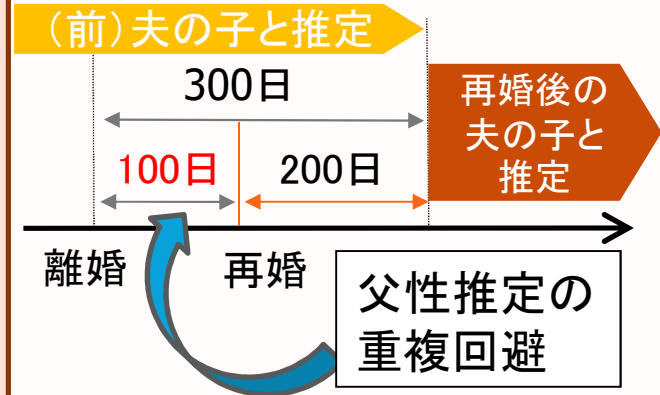 （前）夫の子と推定
300日
再婚後の
夫の子と
推定
100日
200日
離婚
再婚
父性推定の
重複回避